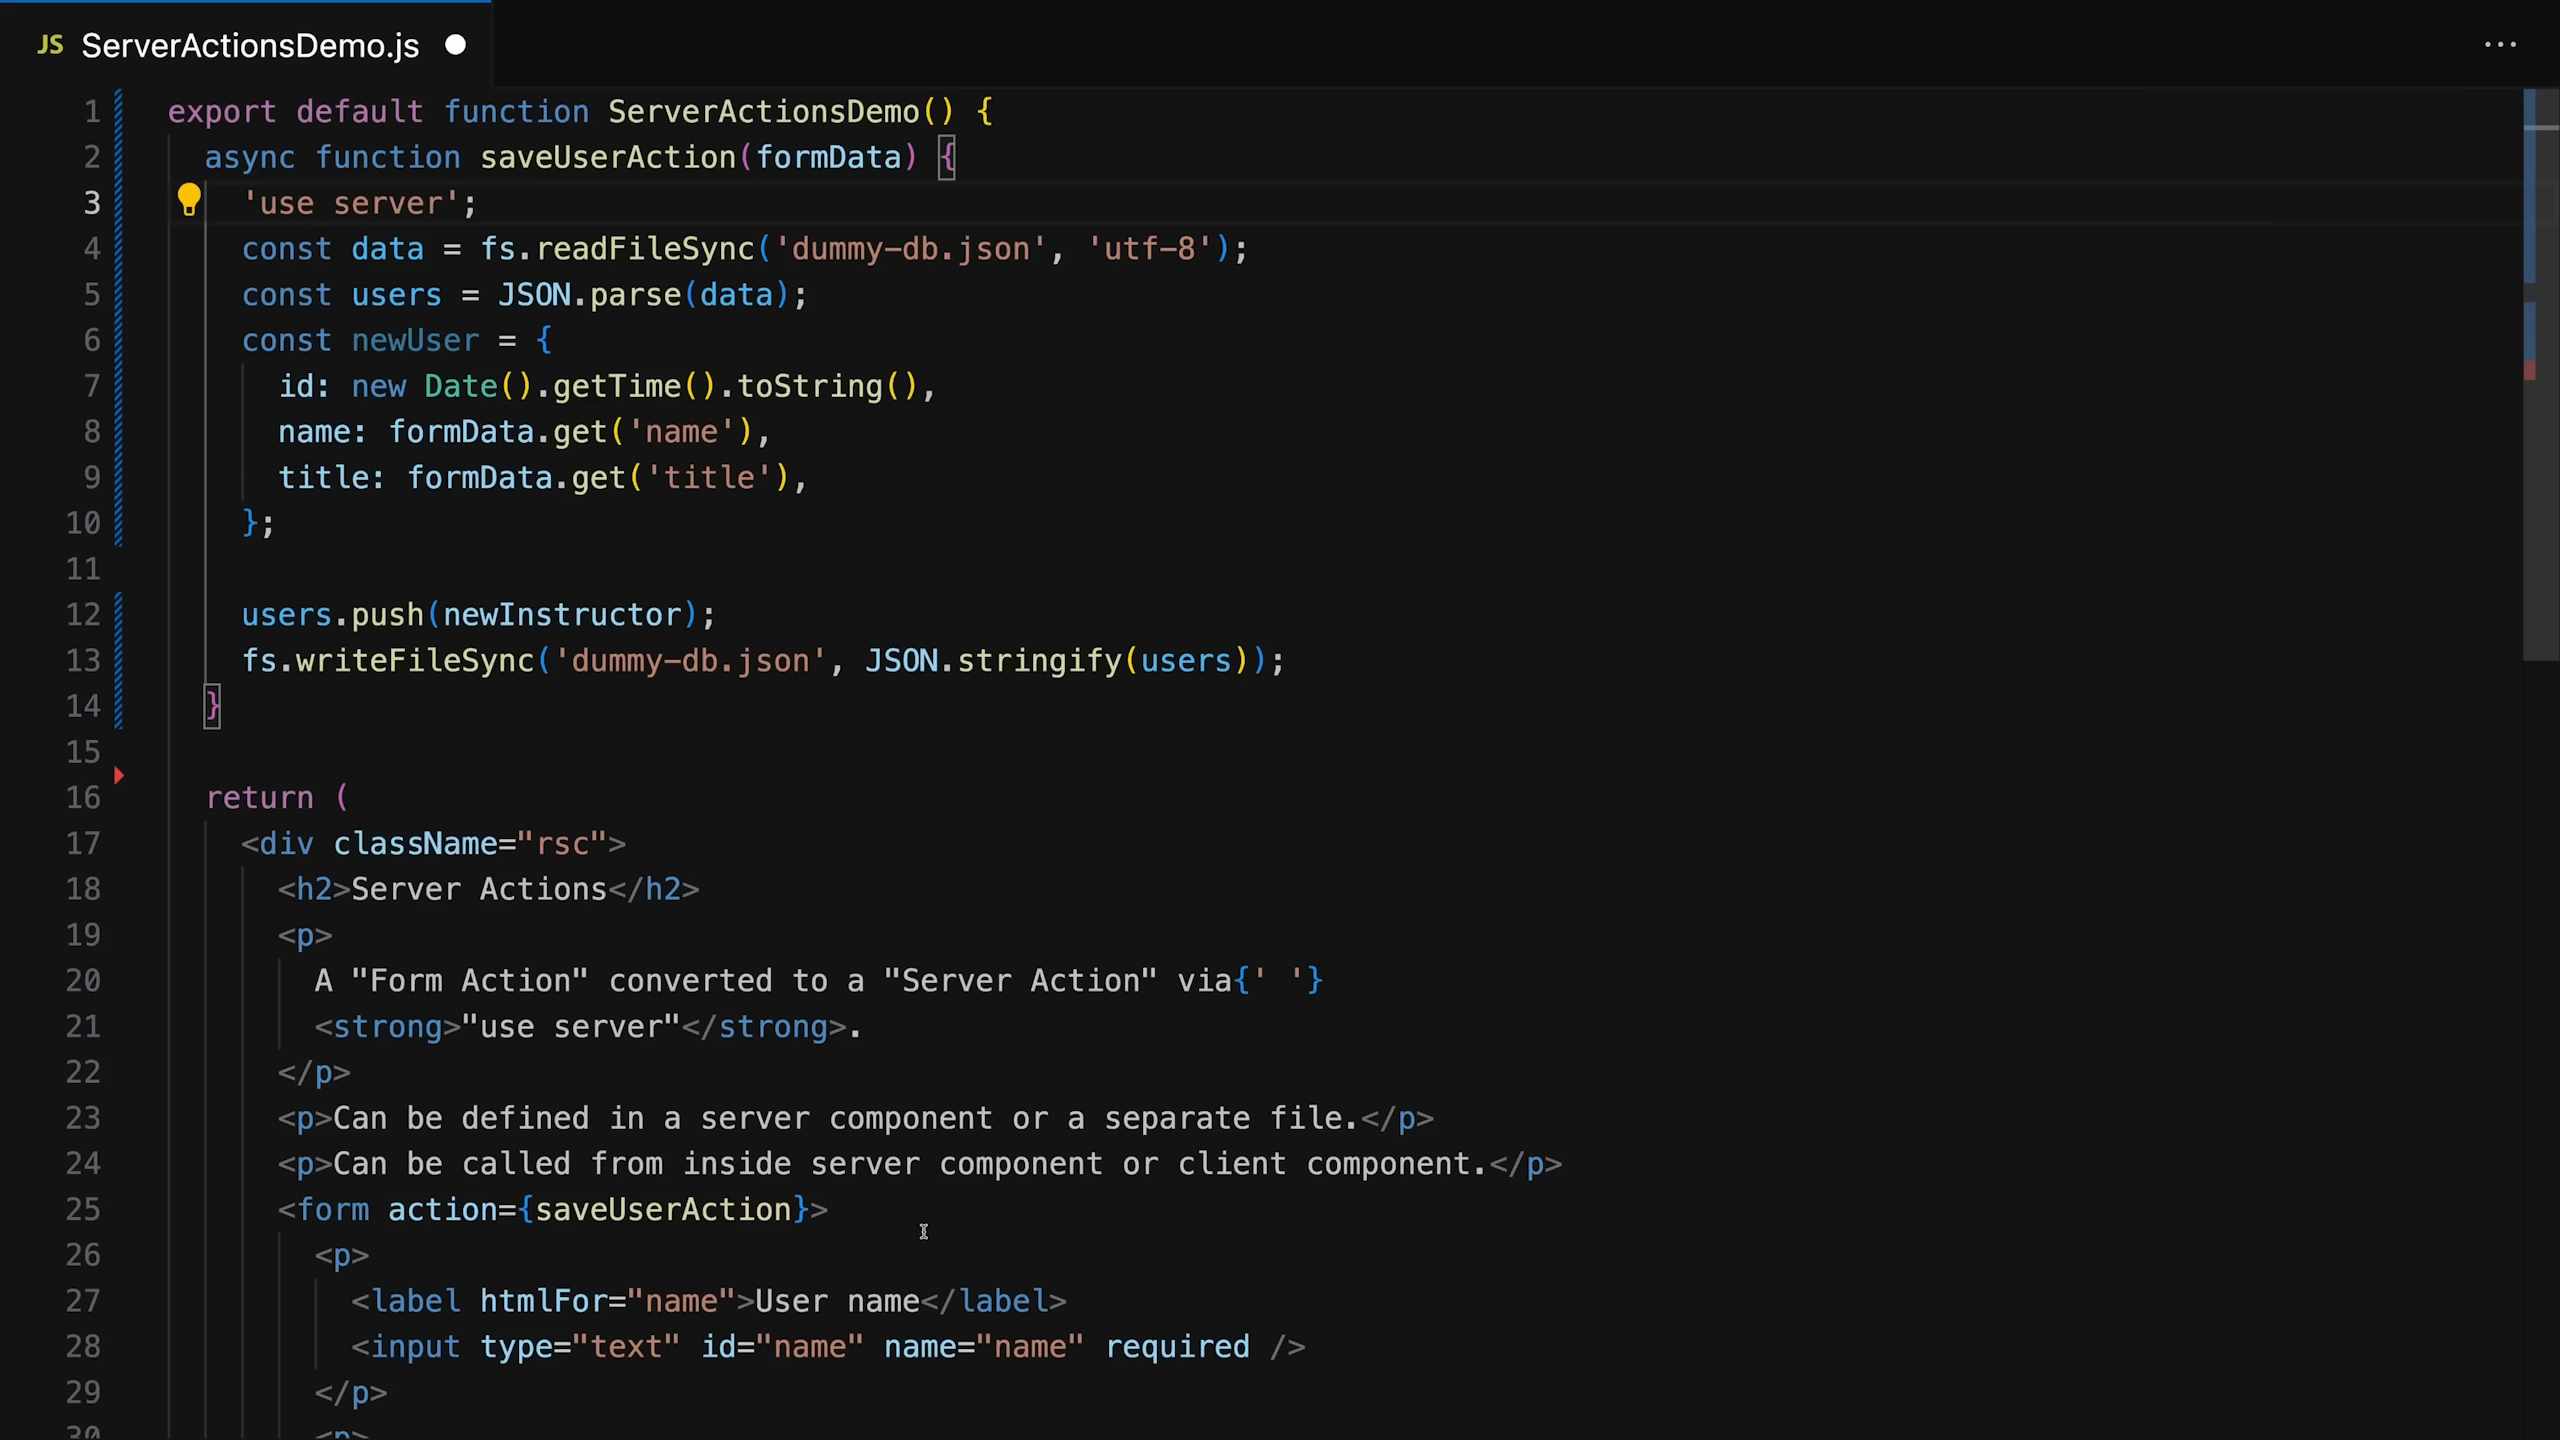 JS ServerActionsDemo.js ...
1 export default function ServerActionsDemo() {
2   async function saveUserAction(formData) {
3     'use server';
4     const data = fs.readFileSync('dummy-db.json', 'utf-8');
5     const users = JSON.parse(data);
6     const newUser = {
7       id: new Date().getTime().toString(),
8       name: formData.get('name'),
9       title: formData.get('title'),
10     };
11
12     users.push(newInstructor);
13     fs.writeFileSync('dummy-db.json', JSON.stringify(users));
14   }
15
16   return (
17     <div className="rsc">
18       <h2>Server Actions</h2>
19       <p>
20         A "Form Action" converted to a "Server Action" via{' '}
21         <strong>"use server"</strong>.
22       </p>
23       <p>Can be defined in a server component or a separate file.</p>
24       <p>Can be called from inside server component or client component.</p>
25       <form action={saveUserAction}>
26         <p>
27           <label htmlFor="name">User name</label>
28           <input type="text" id="name" name="name" required />
29         </p>
30         <p>